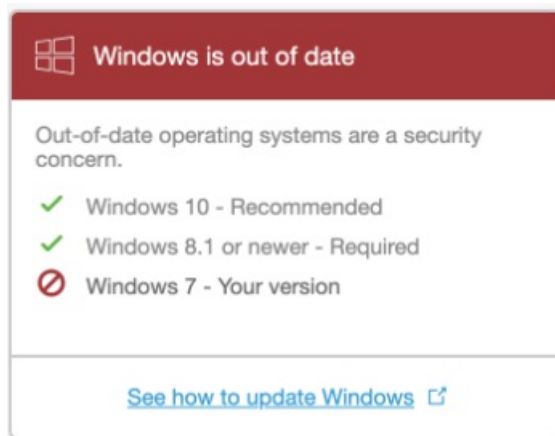 Windows is out of date
Out-of-date operating systems are a security
concern.
Windows 10 - Recommended
Windows 8.1 or newer - Required
Windows 7 - Your version
See how to update Windows